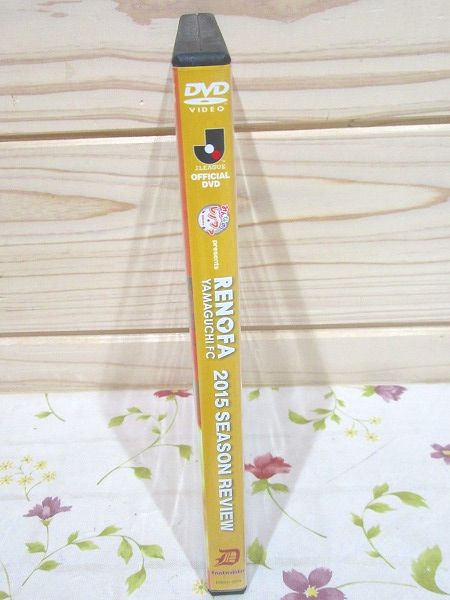 DVD
VIDEO
J.LEAGUE
OFFICIAL
DVD
presents
RENOFA
YAMAGUCHI FC
2015 SEASON REVIEW